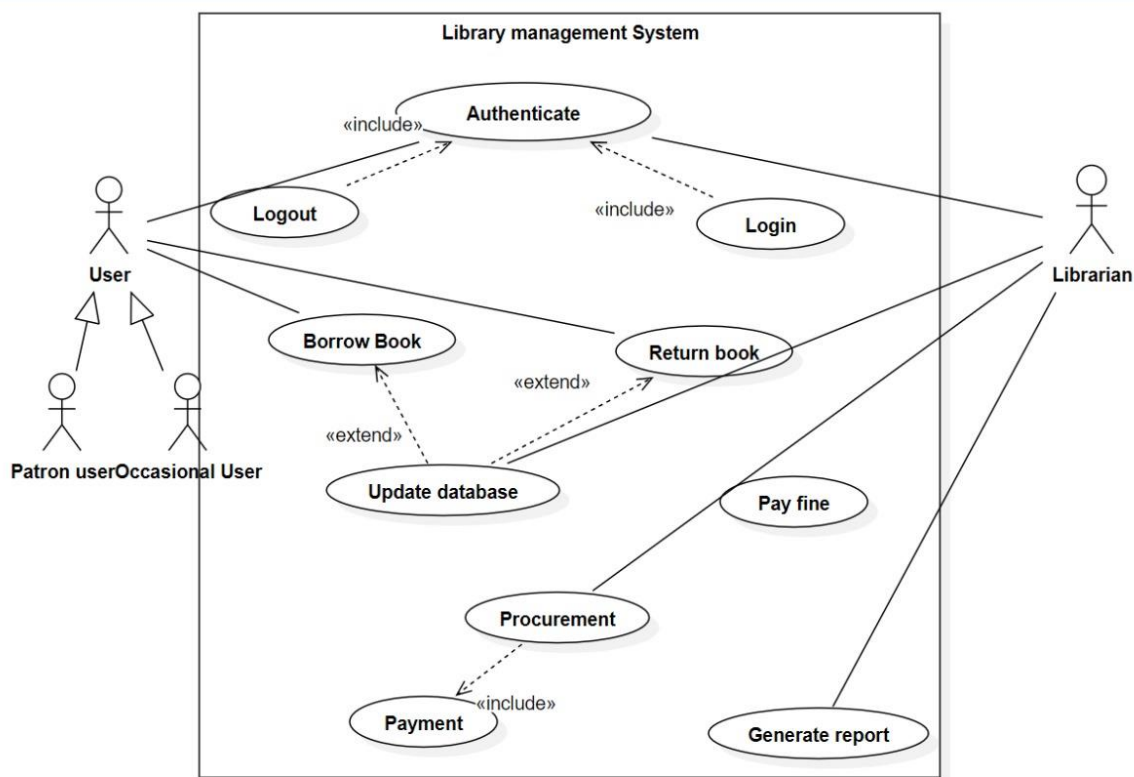 Library management System
Authenticate
«include»
Logout
«include»
Login
User
Librarian
Borrow Book
Return book
«extend»
«extend»
Patron user
Occasional User
Update database
Pay fine
Procurement
«include»
Payment
Generate report